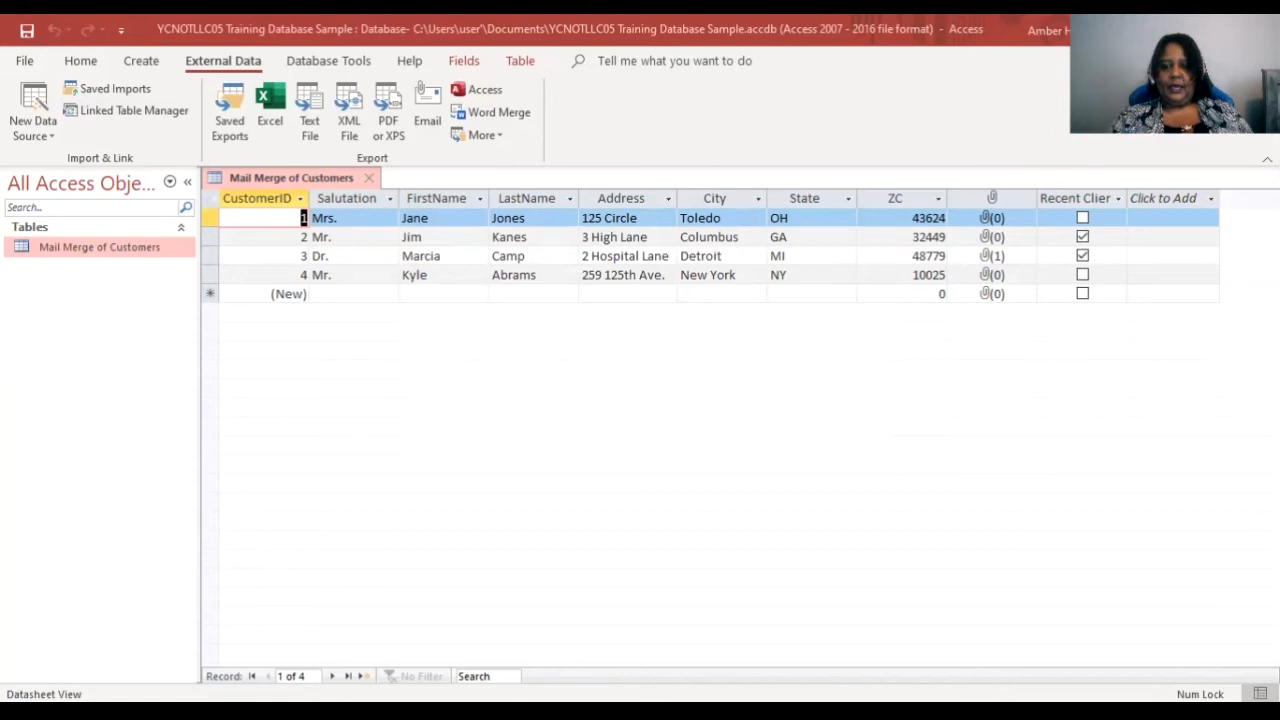 YCNOTLLC05 Training Database Sample : Database- C:\Users\user'\Documents\YCNOTLLC05 Training Database Sample.accdb (Access 2007 - 2016 file format) - Access Amber H
File Home Create External Data Database Tools Help Fields Table Tell me what you want to do
New Data Source
Saved Imports
Linked Table Manager
Import & Link
Saved Exports
Excel
Text File
XML File
PDF or XPS
Email
Access
Word Merge
More
Export
All Access Obje... «
Search...
Tables
Mail Merge of Customers
Mail Merge of Customers
CustomerID Salutation FirstName LastName Address City State ZC Recent Clier Click to Add
1 Mrs. Jane Jones 125 Circle Toledo OH 43624 (0)
2 Mr. Jim Kanes 3 High Lane Columbus GA 32449 (0)
3 Dr. Marcia Camp 2 Hospital Lane Detroit MI 48779 (1)
4 Mr. Kyle Abrams 259 125th Ave. New York NY 10025 (0)
* (New) 0 (0)
Record: 1 of 4 No Filter Search
Datasheet View Num Lock